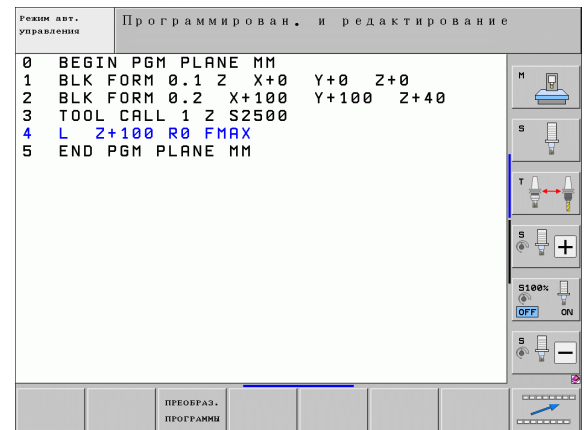 Режим авт.
управления
Программирован. и редактирование
0 BEGIN PGM PLANE MM
1 BLK FORM 0.1 Z X+0 Y+0 Z+0
2 BLK FORM 0.2 X+100 Y+100 Z+40
3 TOOL CALL 1 Z S2500
4 L Z+100 R0 FMAX
5 END PGM PLANE MM
M
S
T
S
S100%
OFF ON
S
ПРЕОБРАЗ.
ПРОГРАММЫ